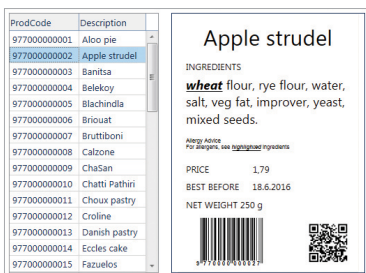 ProdCode Description
977000000001 Aloo pie
977000000002 Apple strudel
977000000003 Banitsa
977000000004 Belekoy
977000000005 Blachindla
977000000006 Briouat
977000000007 Bruttiboni
977000000008 Calzone
977000000009 ChaSan
977000000010 Chatti Pathiri
977000000011 Choux pastry
977000000012 Croline
977000000013 Danish pastry
977000000014 Eccles cake
977000000015 Fazuelos
Apple strudel
INGREDIENTS
wheat flour, rye flour, water,
salt, veg fat, improver, yeast,
mixed seeds.
Allergy Advice
For allergens, see highlighted ingredients
PRICE 1,79
BEST BEFORE 18.6.2016
NET WEIGHT 250 g
9 770000 000027